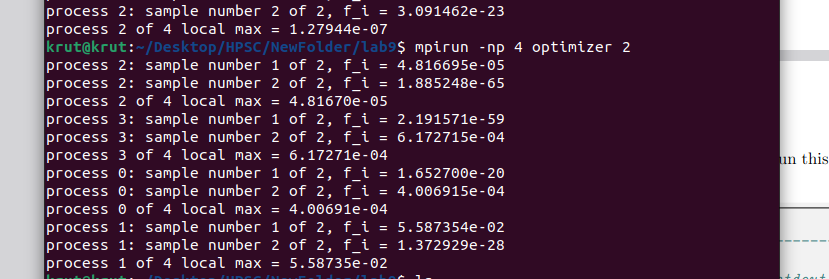 process 2: sample number 2 of 2, f_i = 3.091462e-23
process 2 of 4 local max = 1.27944e-07
krut@krut:~/Desktop/HPSC/NewFolder/lab9$ mpirun -np 4 optimizer 2
process 2: sample number 1 of 2, f_i = 4.816695e-05
process 2: sample number 2 of 2, f_i = 1.885248e-65
process 2 of 4 local max = 4.81670e-05
process 3: sample number 1 of 2, f_i = 2.191571e-59
process 3: sample number 2 of 2, f_i = 6.172715e-04
process 3 of 4 local max = 6.17271e-04
process 0: sample number 1 of 2, f_i = 1.652700e-20
process 0: sample number 2 of 2, f_i = 4.006915e-04
process 0 of 4 local max = 4.00691e-04
un this
process 1: sample number 1 of 2, f_i = 5.587354e-02
process 1: sample number 2 of 2, f_i = 1.372929e-28
process 1 of 4 local max = 5.58735e-02